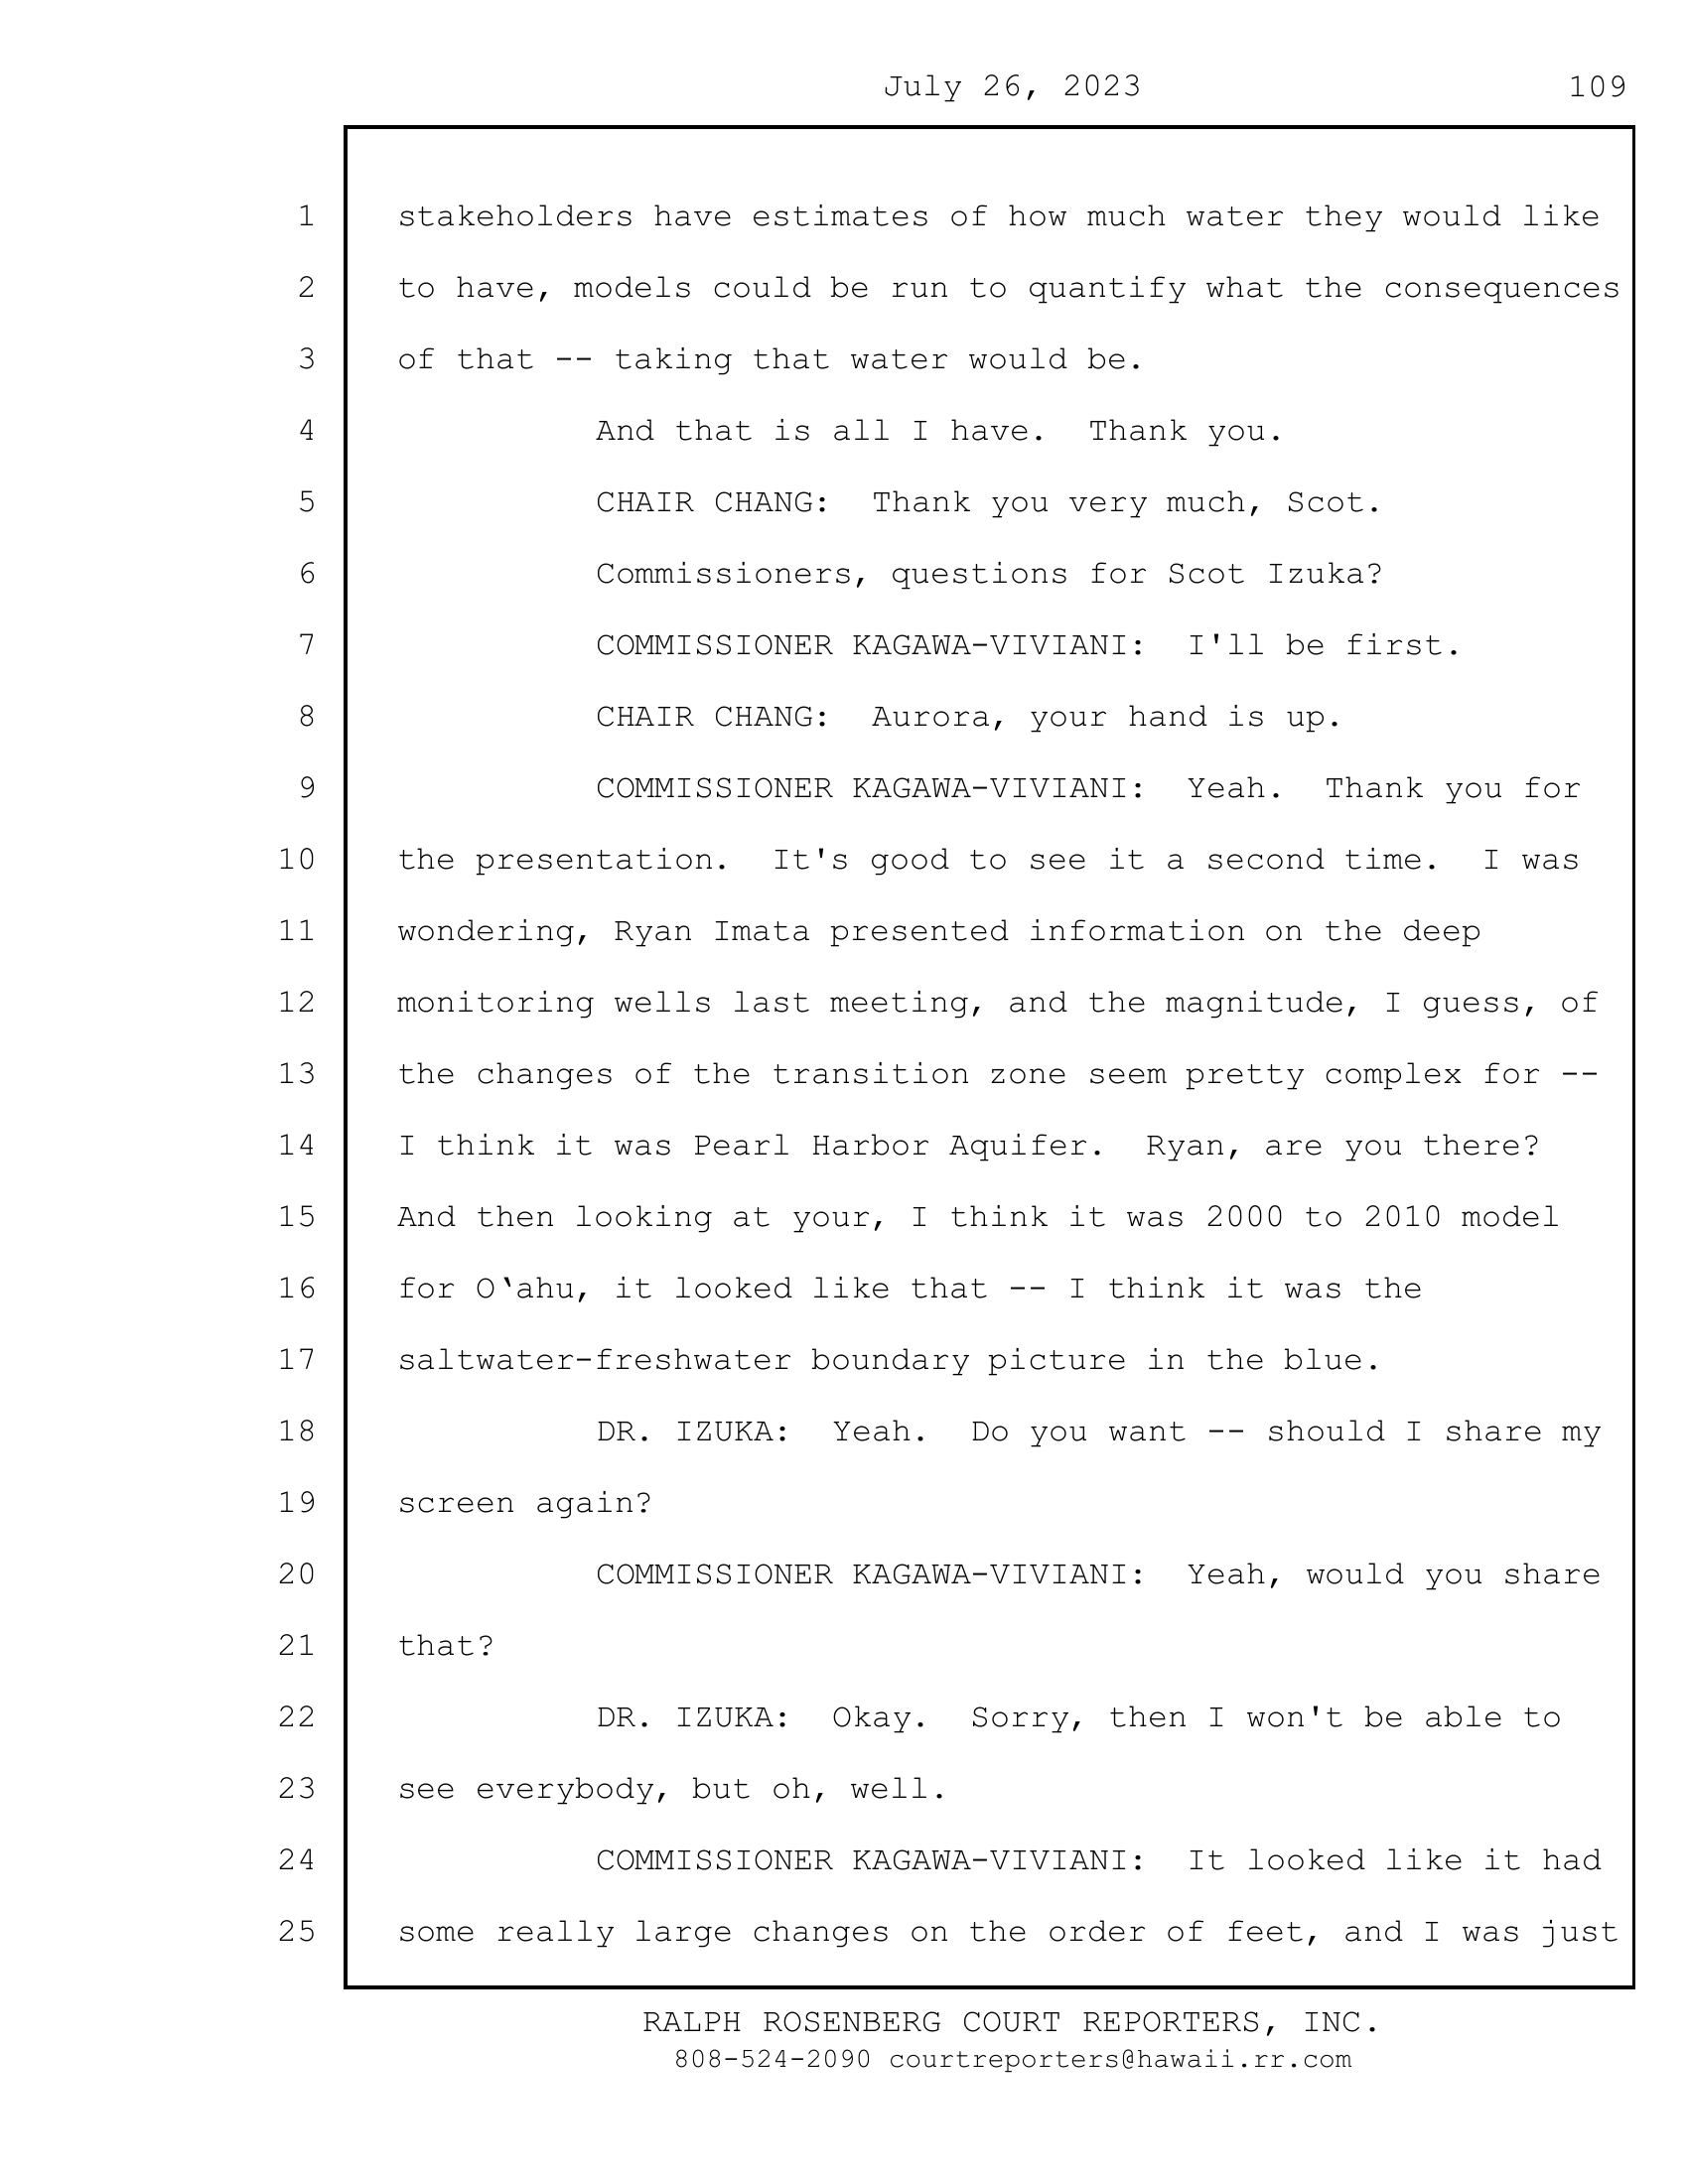 July 26, 2023 109
1 stakeholders have estimates of how much water they would like
2 to have, models could be run to quantify what the consequences
3 of that -- taking that water would be.
4 And that is all I have.  Thank you.
5 CHAIR CHANG:  Thank you very much, Scot.
6 Commissioners, questions for Scot Izuka?
7 COMMISSIONER KAGAWA-VIVIANI:  I'll be first.
8 CHAIR CHANG:  Aurora, your hand is up.
9 COMMISSIONER KAGAWA-VIVIANI:  Yeah.  Thank you for
10 the presentation.  It's good to see it a second time.  I was
11 wondering, Ryan Imata presented information on the deep
12 monitoring wells last meeting, and the magnitude, I guess, of
13 the changes of the transition zone seem pretty complex for --
14 I think it was Pearl Harbor Aquifer.  Ryan, are you there?
15 And then looking at your, I think it was 2000 to 2010 model
16 for O‘ahu, it looked like that -- I think it was the
17 saltwater-freshwater boundary picture in the blue.
18 DR. IZUKA:  Yeah.  Do you want -- should I share my
19 screen again?
20 COMMISSIONER KAGAWA-VIVIANI:  Yeah, would you share
21 that?
22 DR. IZUKA:  Okay.  Sorry, then I won't be able to
23 see everybody, but oh, well.
24 COMMISSIONER KAGAWA-VIVIANI:  It looked like it had
25 some really large changes on the order of feet, and I was just
RALPH ROSENBERG COURT REPORTERS, INC.
808-524-2090 courtreporters@hawaii.rr.com